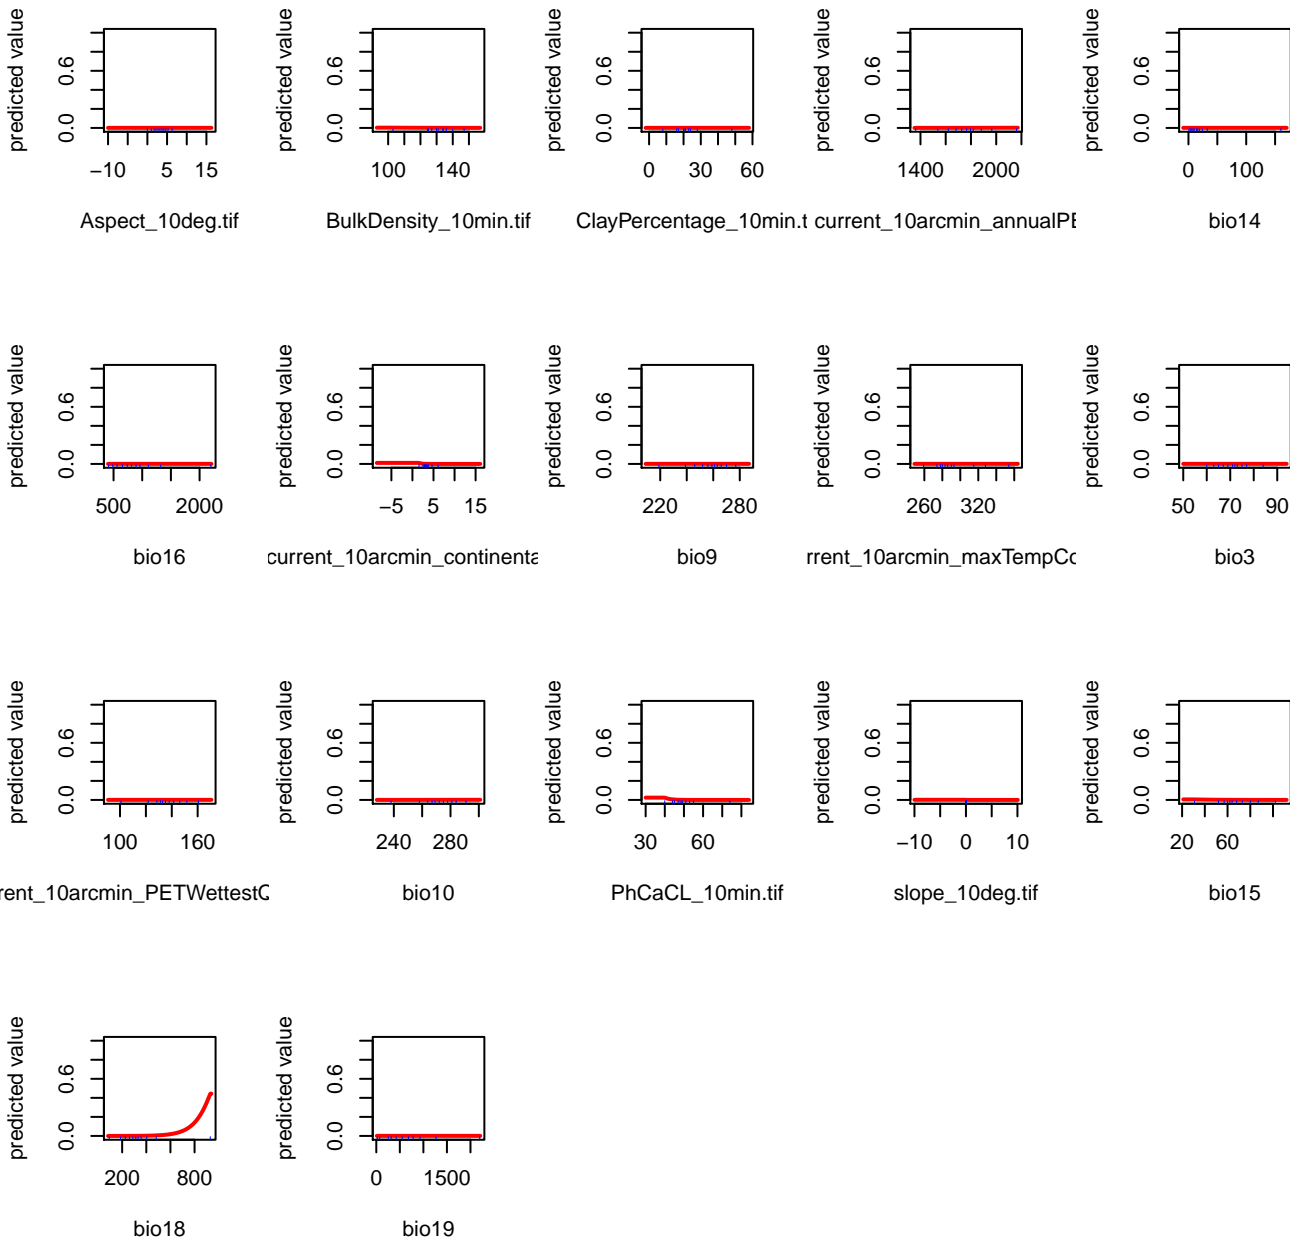 predicted value
0.0 0.6
−10 5 15
Aspect_10deg.tif
predicted value
0.0 0.6
100 140
BulkDensity_10min.tif
predicted value
0.0 0.6
0 30 60
ClayPercentage_10min.t
predicted value
0.0 0.6
1400 2000
current_10arcmin_annualPE
predicted value
0.0 0.6
0 100
bio14
predicted value
0.0 0.6
500 2000
bio16
predicted value
0.0 0.6
−5 5 15
current_10arcmin_continenta
predicted value
0.0 0.6
220 280
bio9
predicted value
0.0 0.6
260 320
rrent_10arcmin_maxTempCo
predicted value
0.0 0.6
50 70 90
bio3
predicted value
0.0 0.6
100 160
rent_10arcmin_PETWettestQ
predicted value
0.0 0.6
240 280
bio10
predicted value
0.0 0.6
30 60
PhCaCL_10min.tif
predicted value
0.0 0.6
−10 0 10
slope_10deg.tif
predicted value
0.0 0.6
20 60
bio15
predicted value
0.0 0.6
200 800
bio18
predicted value
0.0 0.6
0 1500
bio19